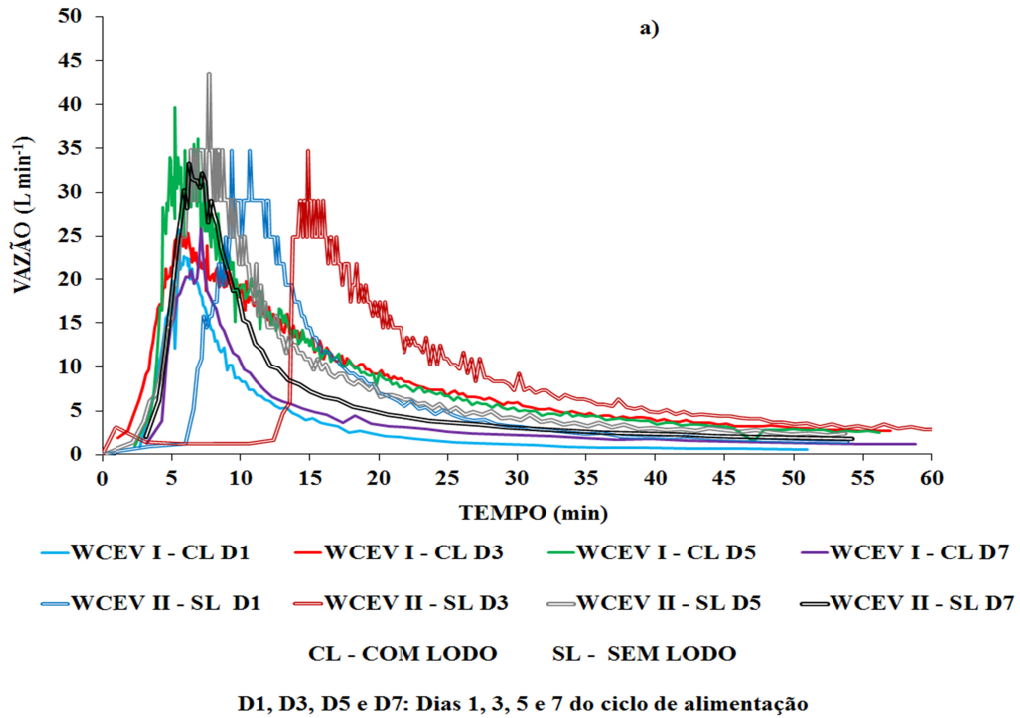 a)
50
45
40
35
30
25
20
15
10
5
0
VAZÃO (L min-1)
0 5 10 15 20 25 30 35 40 45 50 55 60
TEMPO (min)
WCEV I - CL D1 WCEV I - CL D3 WCEV I - CL D5 WCEV I - CL D7
WCEV II - SL D1 WCEV II - SL D3 WCEV II - SL D5 WCEV II - SL D7
CL - COM LODO SL - SEM LODO
D1, D3, D5 e D7: Dias 1, 3, 5 e 7 do ciclo de alimentação